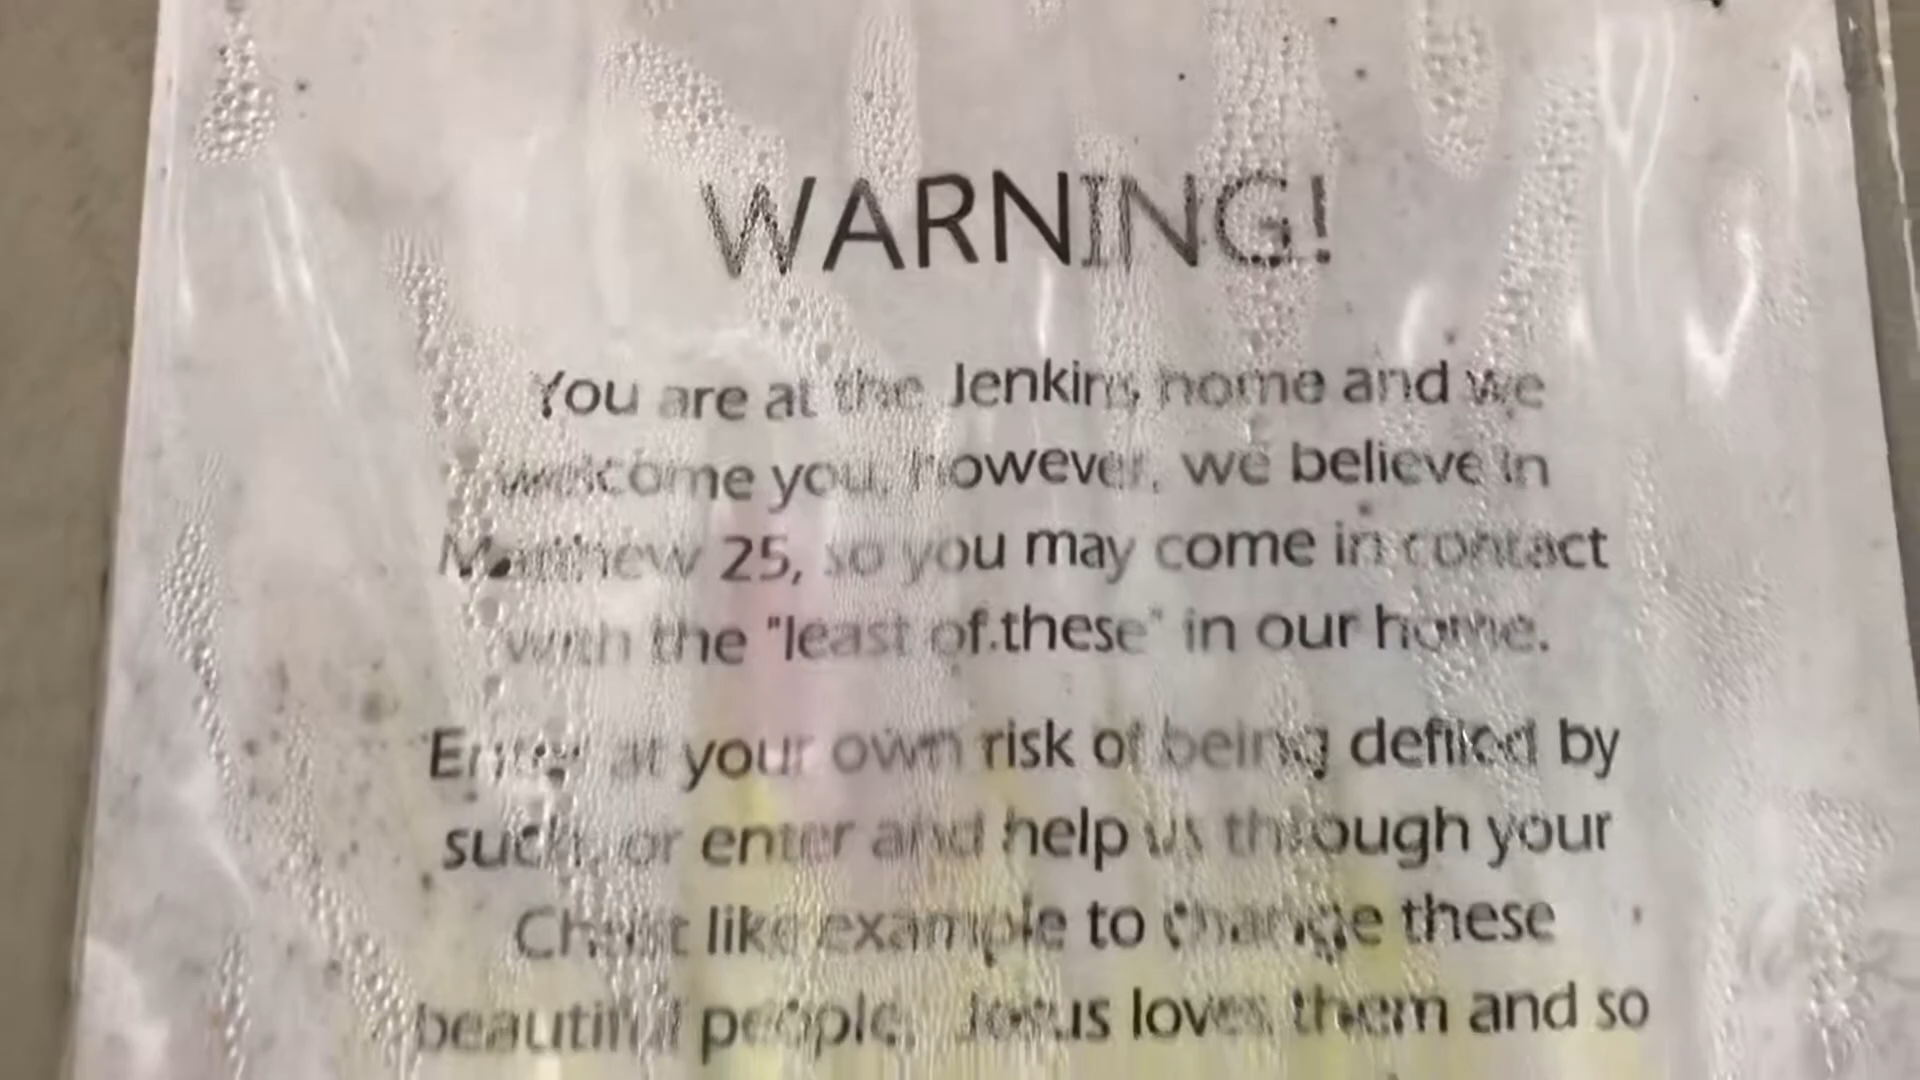 WARNING!
You are at the Jenkins home and we
welcome you, however, we believe in
Matthew 25, so you may come in contact
with the "least of these" in our home.
Enter at your own risk of being defiled by
such, or enter and help us through your
Christ like example to change these
beautiful people. Jesus loves them and so